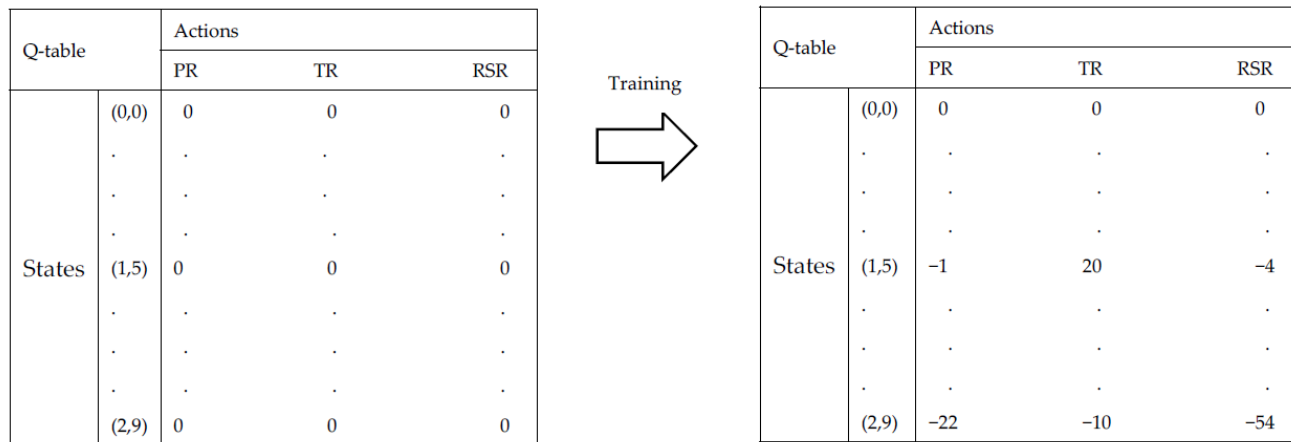 Q-table Actions
PR TR RSR
States
(0,0) 0 0 0
. . . .
. . . .
. . . .
(1,5) 0 0 0
. . . .
. . . .
. . . .
(2,9) 0 0 0
Training
Q-table Actions
PR TR RSR
States
(0,0) 0 0 0
. . . .
. . . .
. . . .
(1,5) −1 20 −4
. . . .
. . . .
. . . .
(2,9) −22 −10 −54